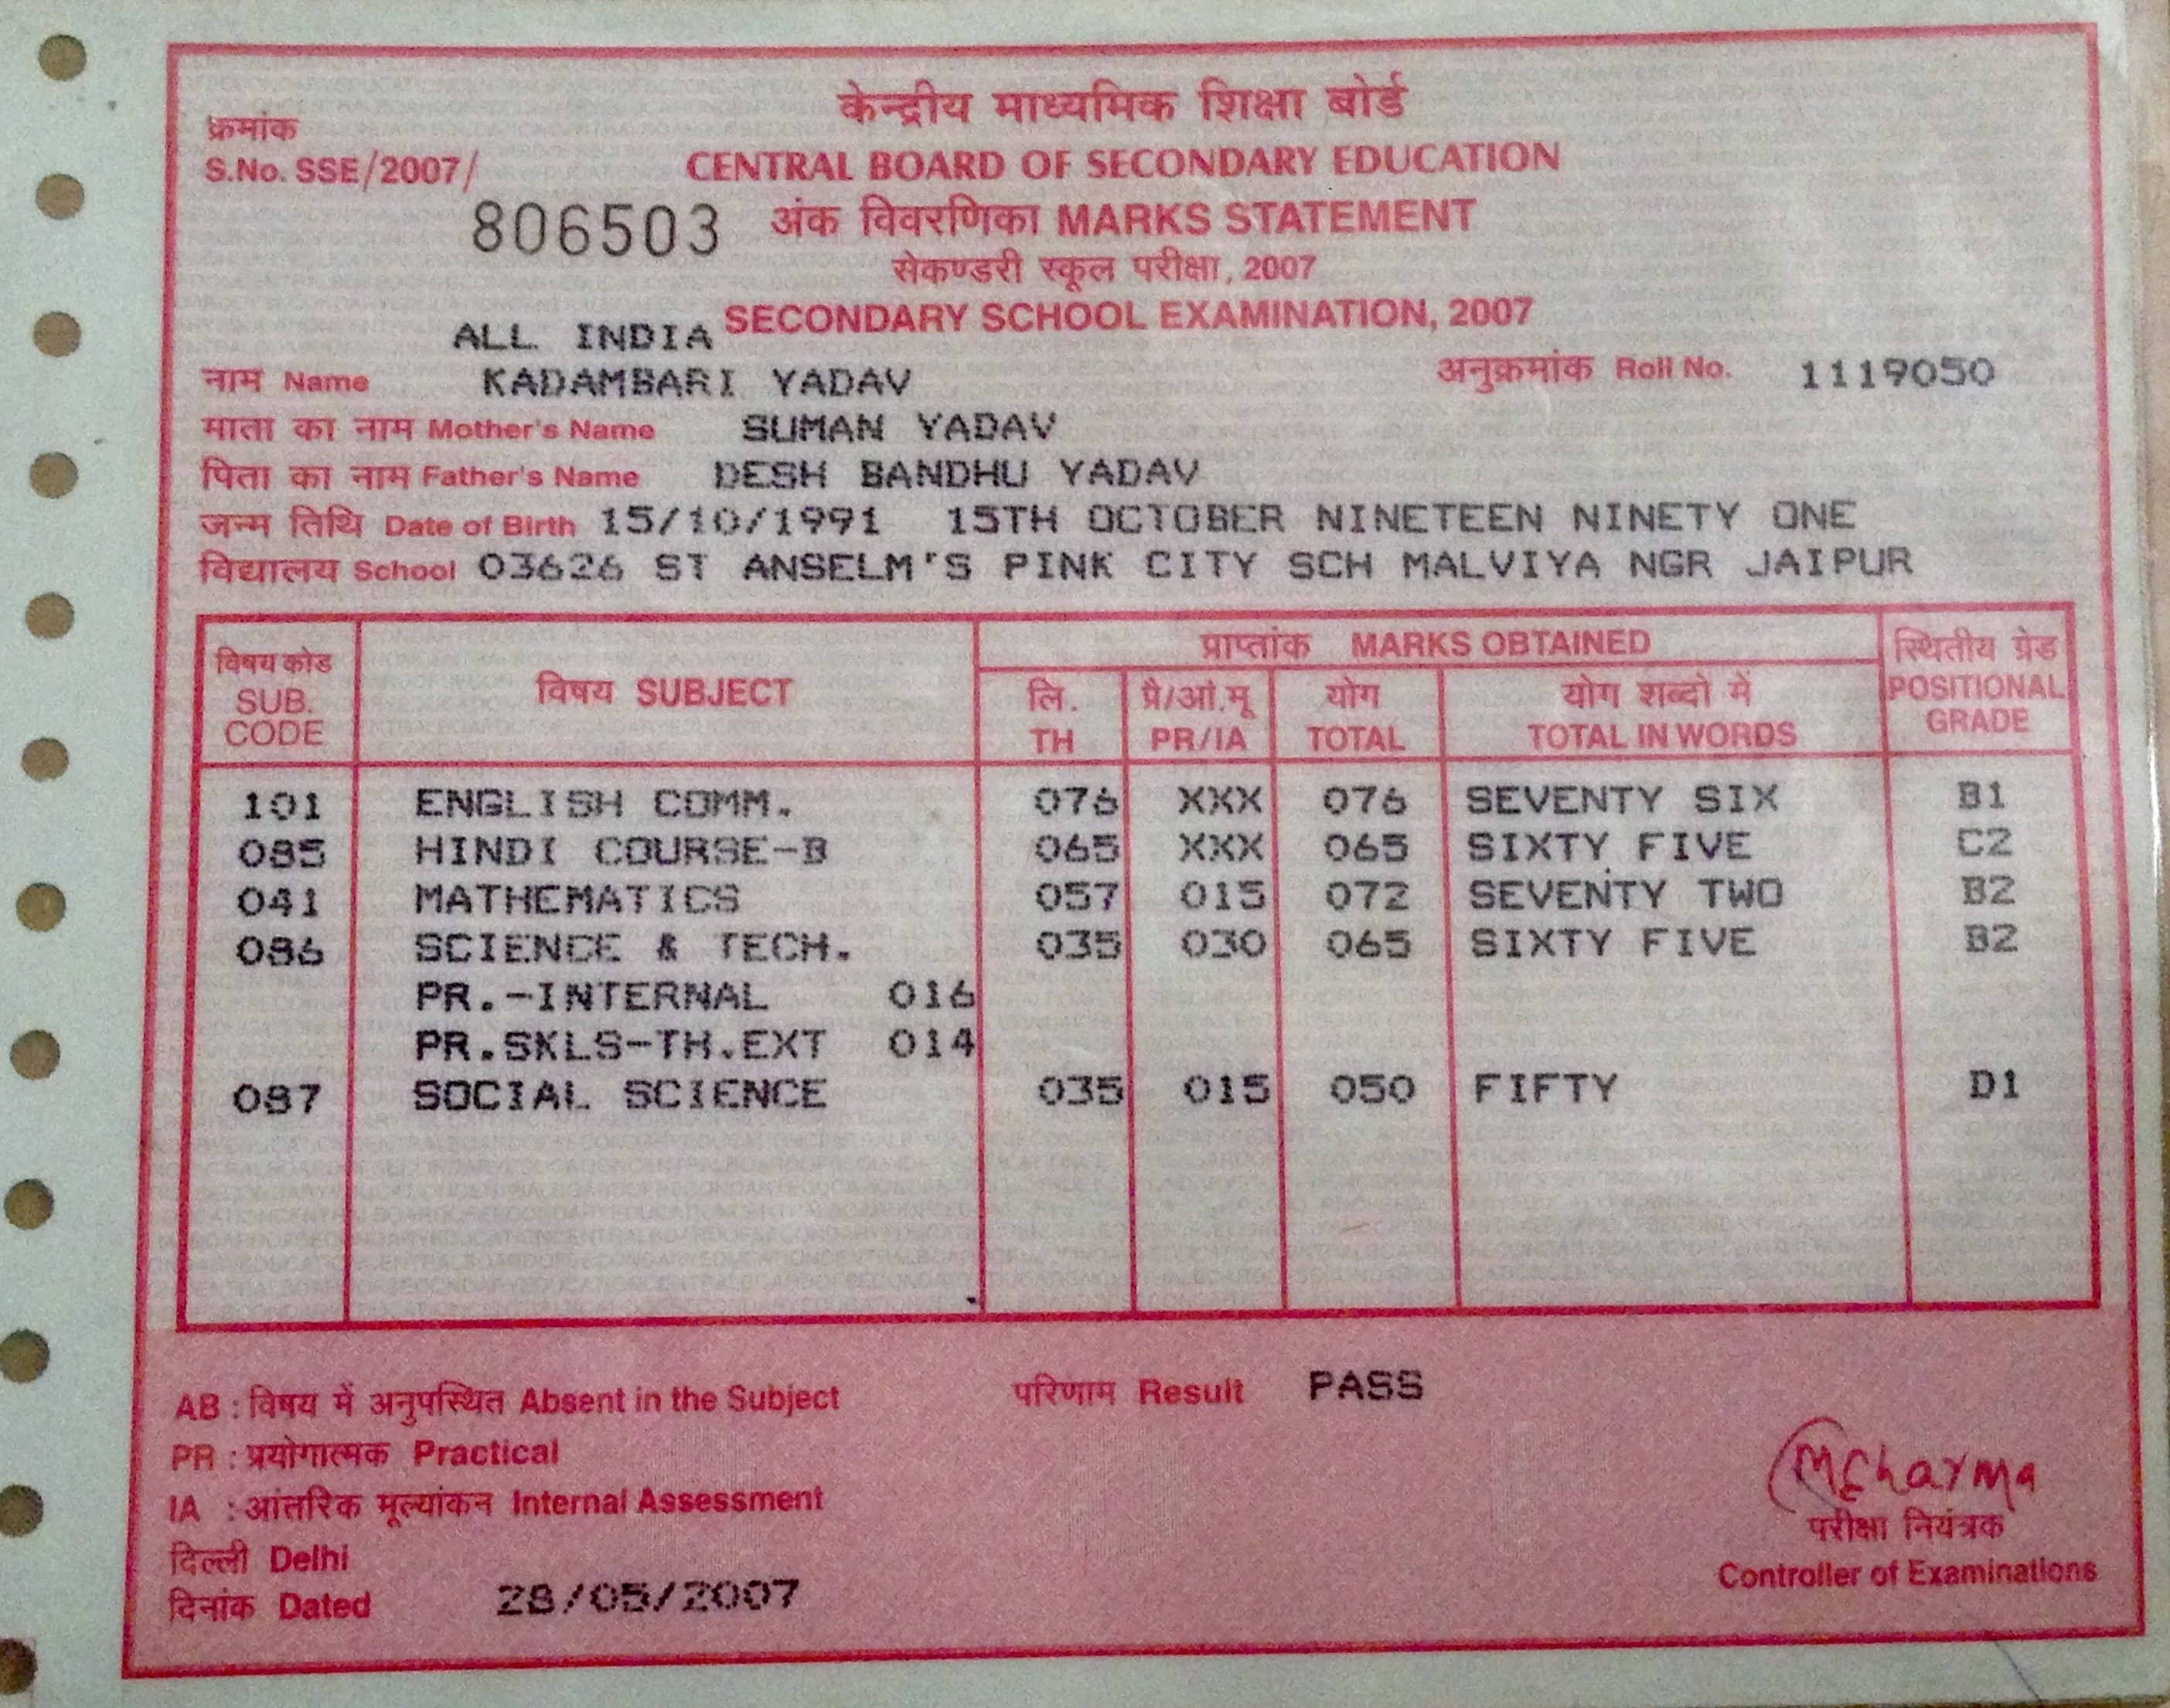 केन्द्रीय माध्यमिक शिक्षा बोर्ड
क्रमांक
S.No. SSE/2007/ CENTRAL BOARD OF SECONDARY EDUCATION
806503 अंक विवरणिका MARKS STATEMENT
सेकण्डरी स्कूल परीक्षा, 2007
SECONDARY SCHOOL EXAMINATION, 2007
ALL INDIA
नाम Name KADAMBARI YADAV अनुक्रमांक Roll No. 1119050
माता का नाम Mother's Name SUMAN YADAV
पिता का नाम Father's Name DESH BANDHU YADAV
जन्म तिथि Date of Birth 15/10/1991 15TH OCTOBER NINETEEN NINETY ONE
विद्यालय School 03626 ST ANSELM'S PINK CITY SCH MALVIYA NGR JAIPUR
विषय कोड SUB. CODE विषय SUBJECT प्राप्तांक MARKS OBTAINED स्थितीय ग्रेड POSITIONAL GRADE
लि. प्रै/आं.मू योग योग शब्दो में
TH PR/IA TOTAL TOTAL IN WORDS
101 ENGLISH COMM. 076 XXX 076 SEVENTY SIX B1
085 HINDI COURSE-B 065 XXX 065 SIXTY FIVE C2
041 MATHEMATICS 057 015 072 SEVENTY TWO B2
086 SCIENCE & TECH. 035 030 065 SIXTY FIVE B2
PR.-INTERNAL 016
PR.SKLS-TH.EXT 014
087 SOCIAL SCIENCE 035 015 050 FIFTY D1
AB : विषय में अनुपस्थित Absent in the Subject परिणाम Result PASS
PR : प्रयोगात्मक Practical
IA : आंतरिक मूल्यांकन Internal Assessment
दिल्ली Delhi
दिनांक Dated 28/05/2007
MSharma
परीक्षा नियंत्रक
Controller of Examinations